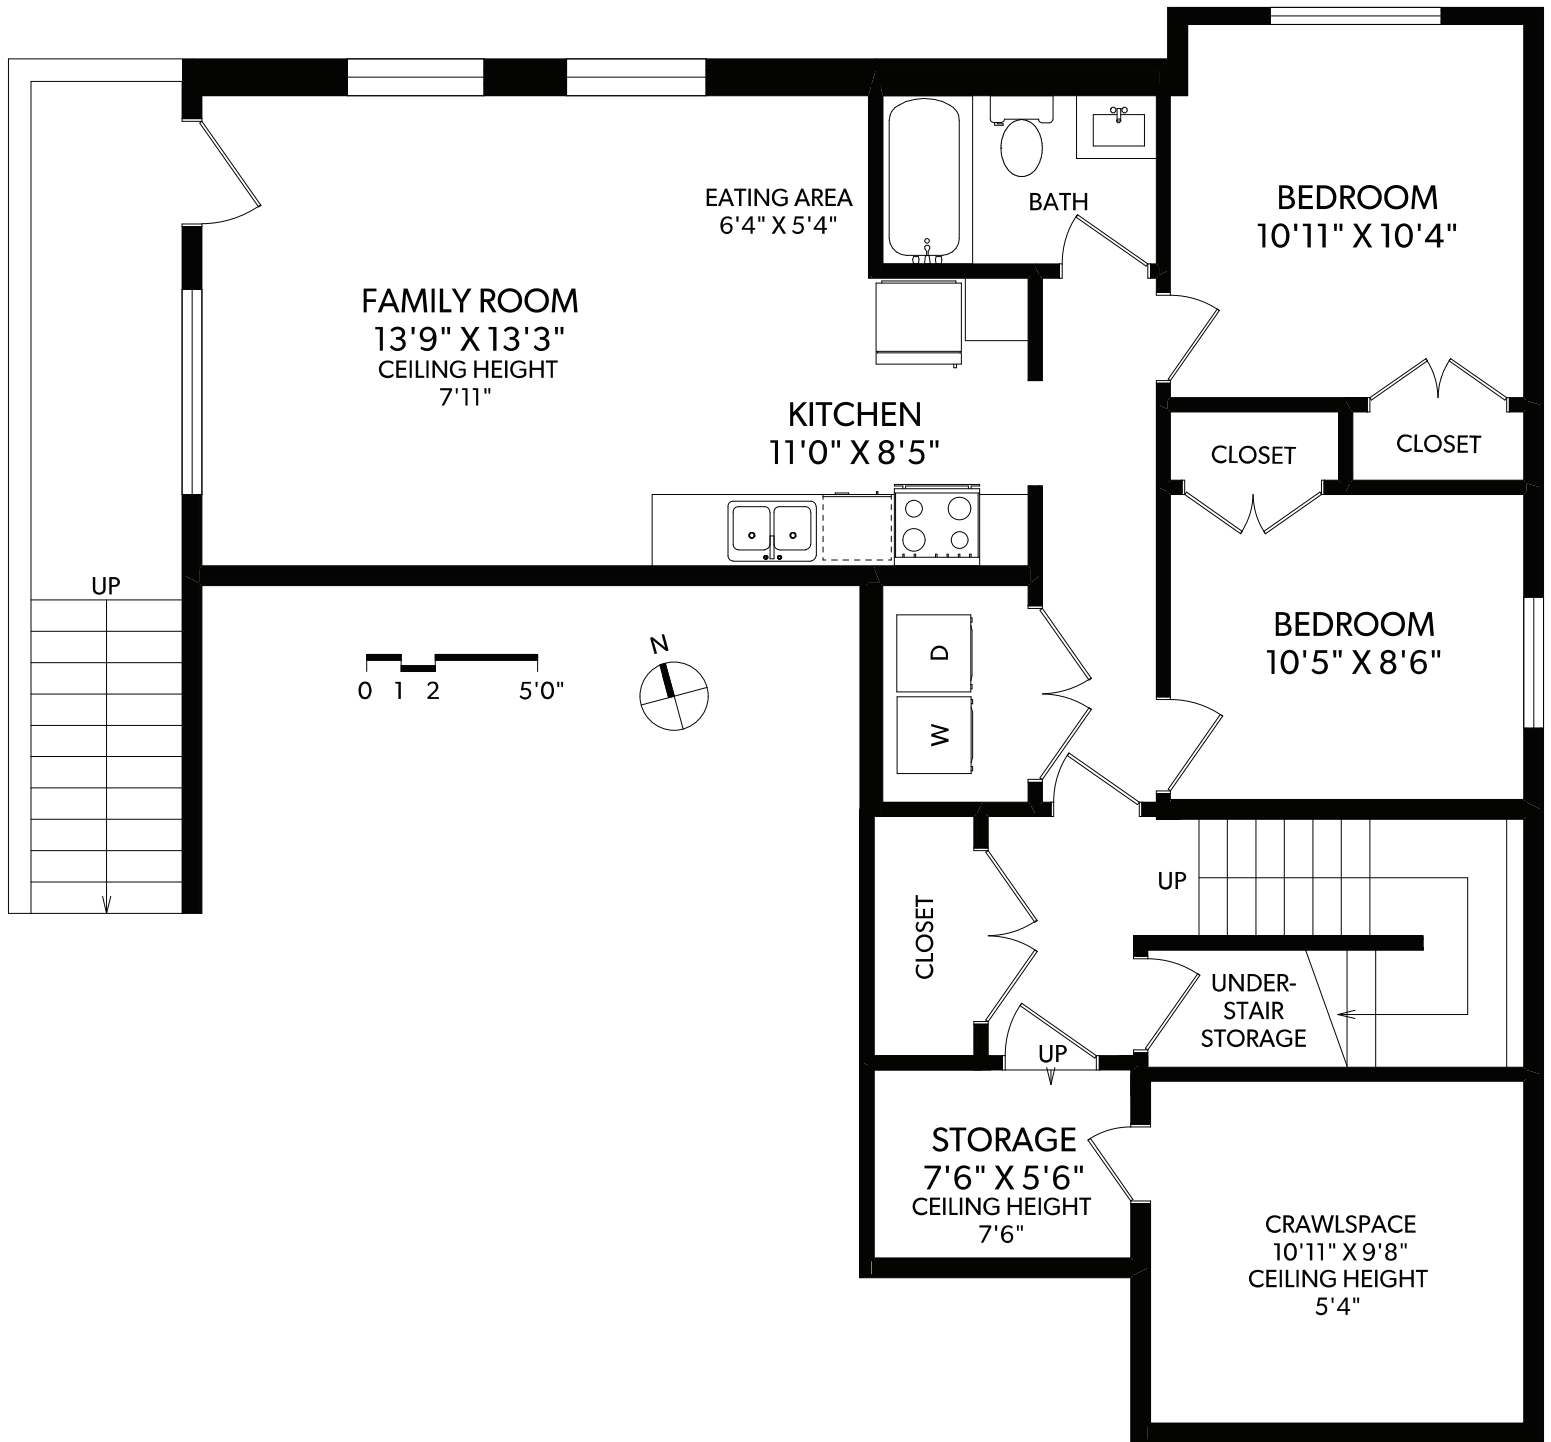 EATING AREA
6'4" X 5'4"
BATH
BEDROOM
10'11" X 10'4"
FAMILY ROOM
13'9" X 13'3"
CEILING HEIGHT
7'11"
KITCHEN
11'0" X 8'5"
CLOSET
CLOSET
UP
0 1 2 5'0"
N
D
W
BEDROOM
10'5" X 8'6"
UP
CLOSET
UNDER-
STAIR
STORAGE
UP
STORAGE
7'6" X 5'6"
CEILING HEIGHT
7'6"
CRAWLSPACE
10'11" X 9'8"
CEILING HEIGHT
5'4"